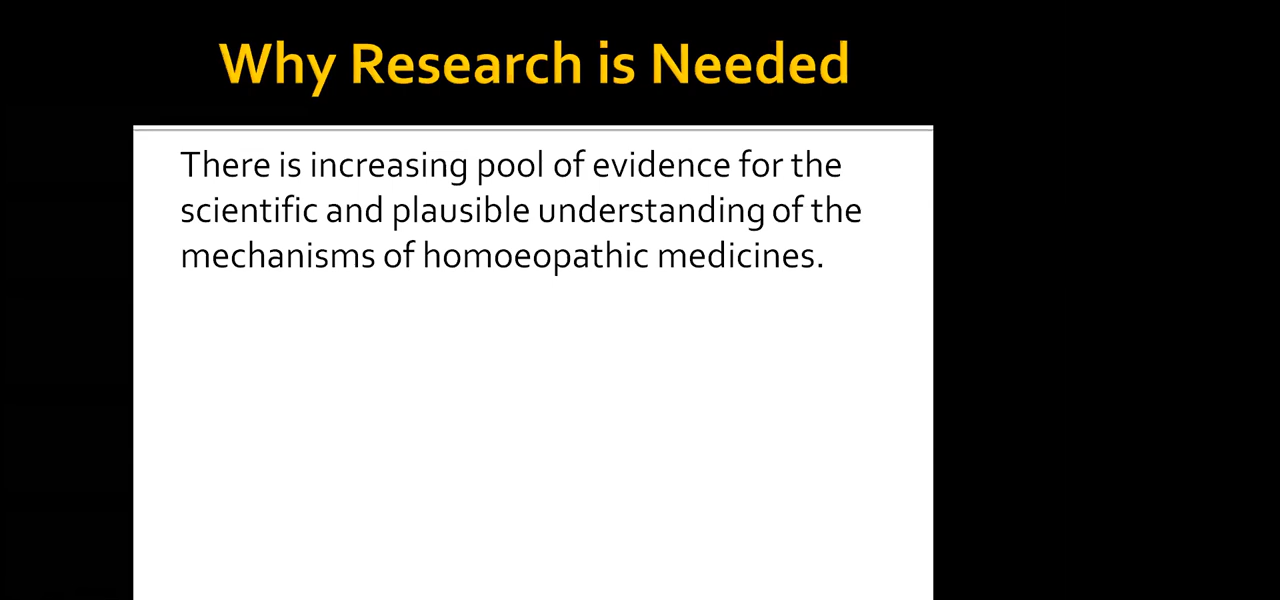 Why Research is Needed
There is increasing pool of evidence for the
scientific and plausible understanding of the
mechanisms of homoeopathic medicines.